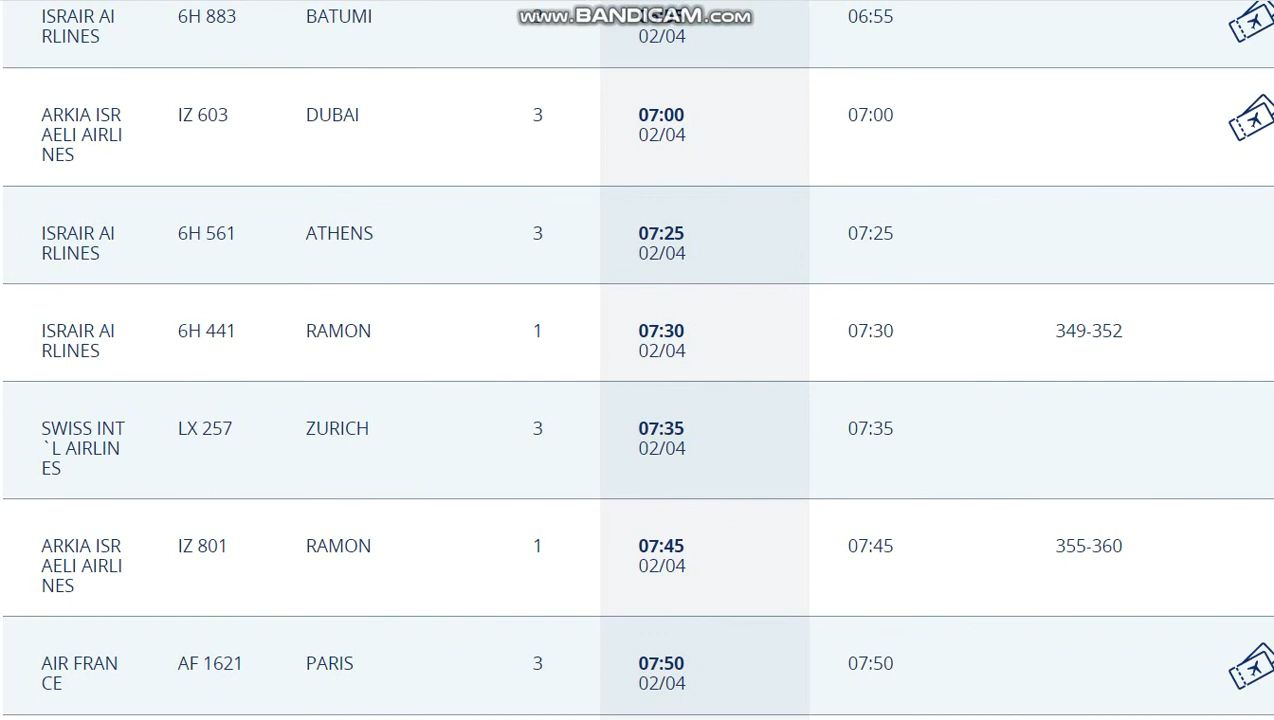 www.BANDICAM.com
ISRAIR AI
RLINES
6H 883
BATUMI
02/04
06:55
ARKIA ISR
AELI AIRLI
NES
IZ 603
DUBAI
3
07:00
02/04
07:00
ISRAIR AI
RLINES
6H 561
ATHENS
3
07:25
02/04
07:25
ISRAIR AI
RLINES
6H 441
RAMON
1
07:30
02/04
07:30
349-352
SWISS INT
`L AIRLIN
ES
LX 257
ZURICH
3
07:35
02/04
07:35
ARKIA ISR
AELI AIRLI
NES
IZ 801
RAMON
1
07:45
02/04
07:45
355-360
AIR FRAN
CE
AF 1621
PARIS
3
07:50
02/04
07:50